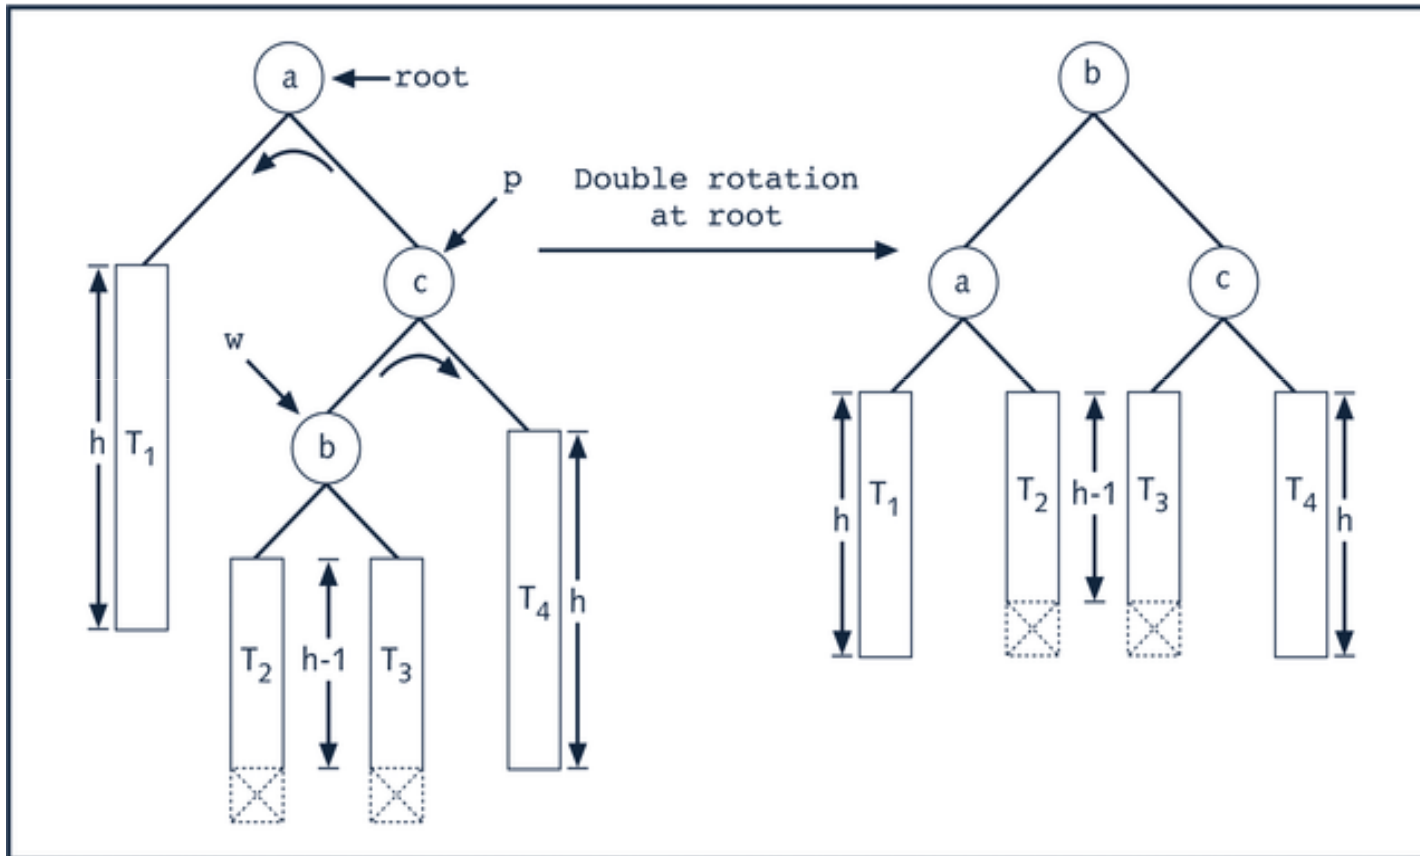 a
root
b
p
Double rotation
at root
c
a
c
w
h
T1
b
h
T1
T2
h-1
T3
T4
h
T2
h-1
T3
T4
h